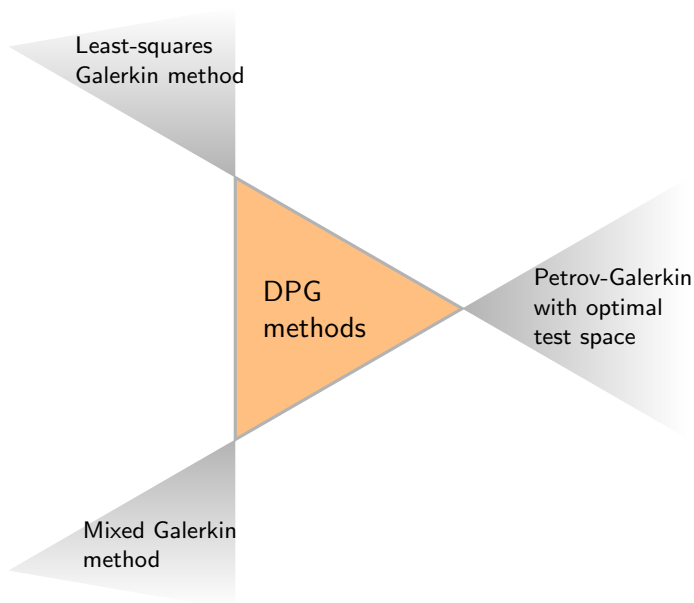 Least-squares
Galerkin method
DPG
methods
Petrov-Galerkin
with optimal
test space
Mixed Galerkin
method